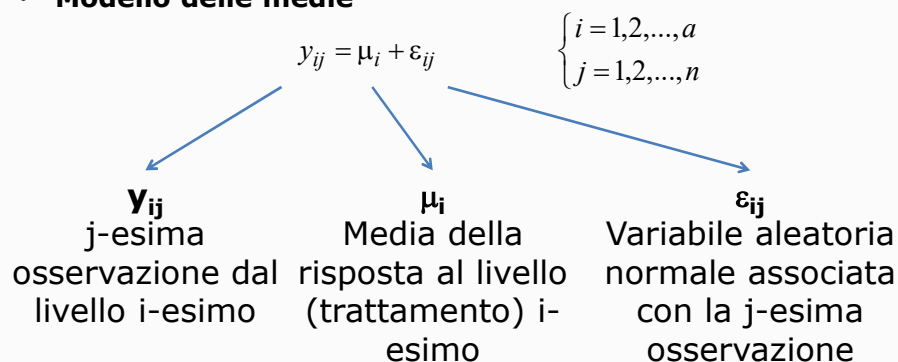 • Modello delle medie
y_ij = μ_i + ε_ij
{ i = 1,2,...,a
j = 1,2,...,n
y_ij
j-esima
osservazione dal
livello i-esimo
μ_i
Media della
risposta al livello
(trattamento) i-
esimo
ε_ij
Variabile aleatoria
normale associata
con la j-esima
osservazione